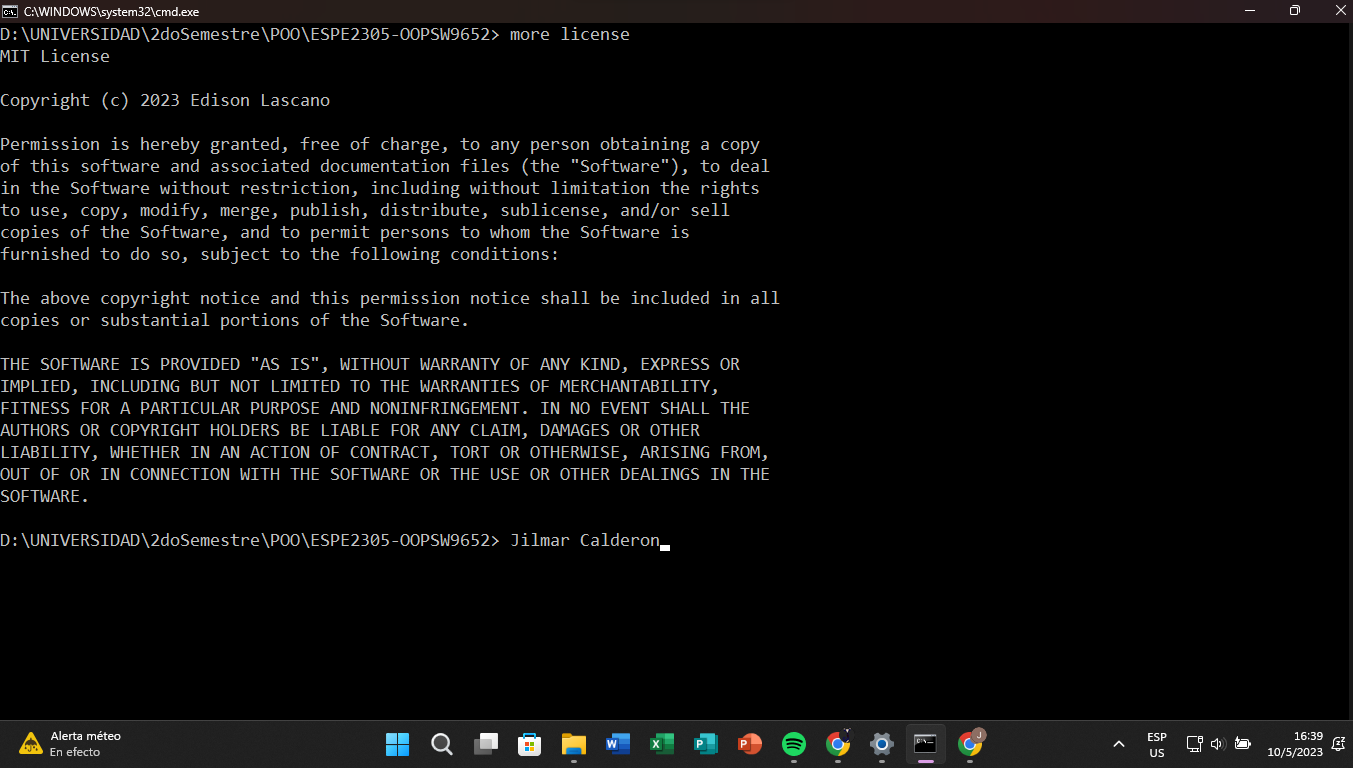 C:\WINDOWS\system32\cmd.exe
D:\UNIVERSIDAD\2doSemestre\POO\ESPE2305-OOPSW9652> more license
MIT License
Copyright (c) 2023 Edison Lascano
Permission is hereby granted, free of charge, to any person obtaining a copy
of this software and associated documentation files (the "Software"), to deal
in the Software without restriction, including without limitation the rights
to use, copy, modify, merge, publish, distribute, sublicense, and/or sell
copies of the Software, and to permit persons to whom the Software is
furnished to do so, subject to the following conditions:
The above copyright notice and this permission notice shall be included in all
copies or substantial portions of the Software.
THE SOFTWARE IS PROVIDED "AS IS", WITHOUT WARRANTY OF ANY KIND, EXPRESS OR
IMPLIED, INCLUDING BUT NOT LIMITED TO THE WARRANTIES OF MERCHANTABILITY,
FITNESS FOR A PARTICULAR PURPOSE AND NONINFRINGEMENT. IN NO EVENT SHALL THE
AUTHORS OR COPYRIGHT HOLDERS BE LIABLE FOR ANY CLAIM, DAMAGES OR OTHER
LIABILITY, WHETHER IN AN ACTION OF CONTRACT, TORT OR OTHERWISE, ARISING FROM,
OUT OF OR IN CONNECTION WITH THE SOFTWARE OR THE USE OR OTHER DEALINGS IN THE
SOFTWARE.
D:\UNIVERSIDAD\2doSemestre\POO\ESPE2305-OOPSW9652> Jilmar Calderon
Alerta méteo
En efecto
ESP
US
16:39
10/5/2023